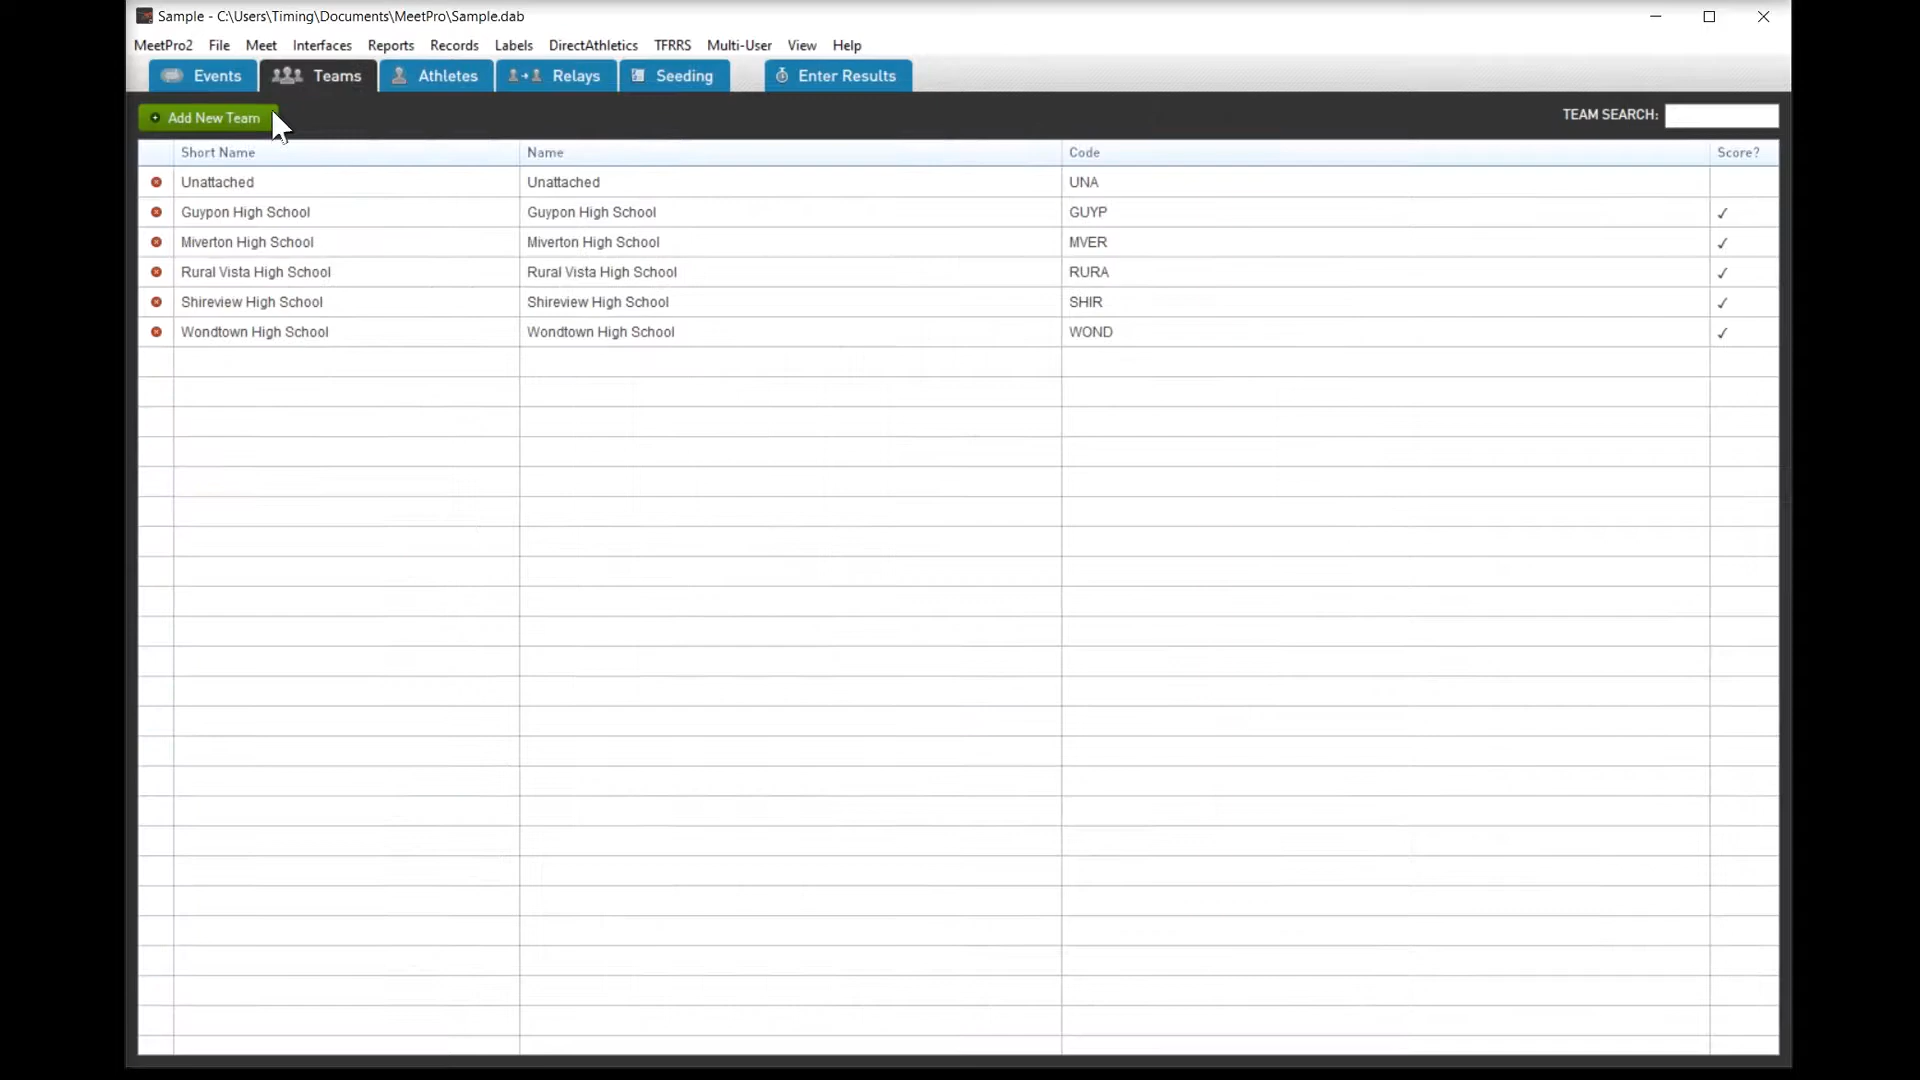 Sample - C:\Users\Timing\Documents\MeetPro\Sample.dab
MeetPro2 File Meet Interfaces Reports Records Labels DirectAthletics TFRRS Multi-User View Help
Events Teams Athletes Relays Seeding Enter Results
Add New Team TEAM SEARCH:
Short Name Name Code Score?
Unattached Unattached UNA
Guypon High School Guypon High School GUYP ✓
Miverton High School Miverton High School MVER ✓
Rural Vista High School Rural Vista High School RURA ✓
Shireview High School Shireview High School SHIR ✓
Wondtown High School Wondtown High School WOND ✓